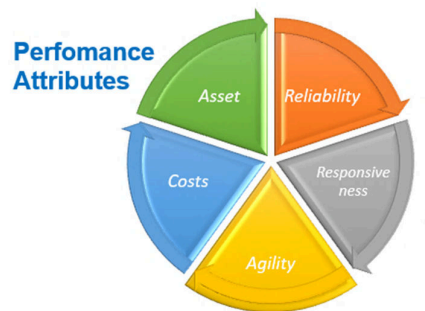 Perfomance
Attributes
Asset
Reliability
Responsive
ness
Agility
Costs